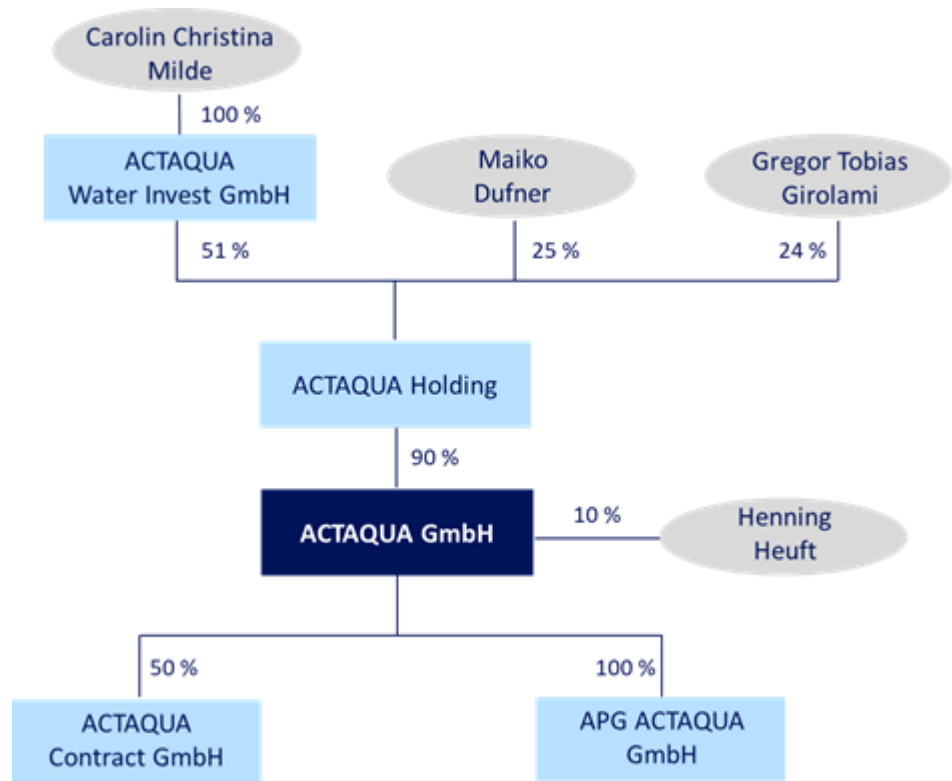 Carolin Christina
Milde
100 %
ACTAQUA
Water Invest GmbH
Maiko
Dufner
Gregor Tobias
Girolami
51 %
25 %
24 %
ACTAQUA Holding
90 %
ACTAQUA GmbH
10 %
Henning
Heuft
50 %
100 %
ACTAQUA
Contract GmbH
APG ACTAQUA
GmbH